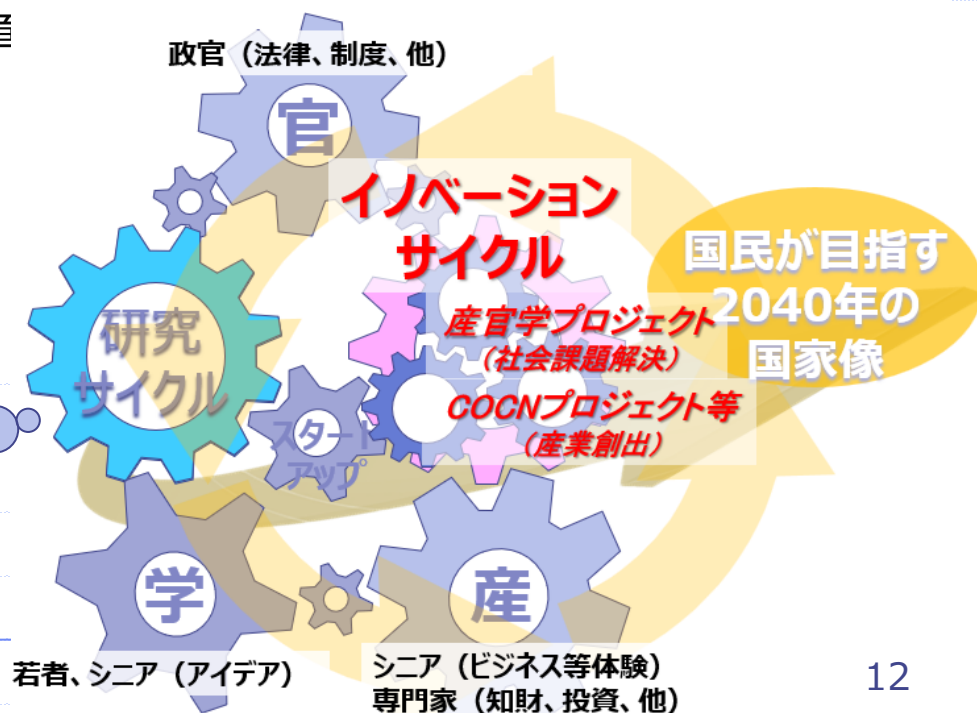 政官（法律、制度、他）
官
イノベーション
サイクル
国民が目指す
2040年の
国家像
産官学プロジェクト
（社会課題解決）
COCNプロジェクト等
（産業創出）
研究
サイクル
スタート
アップ
学
産
若者、シニア（アイデア）
シニア（ビジネス等体験）
専門家（知財、投資、他）
12